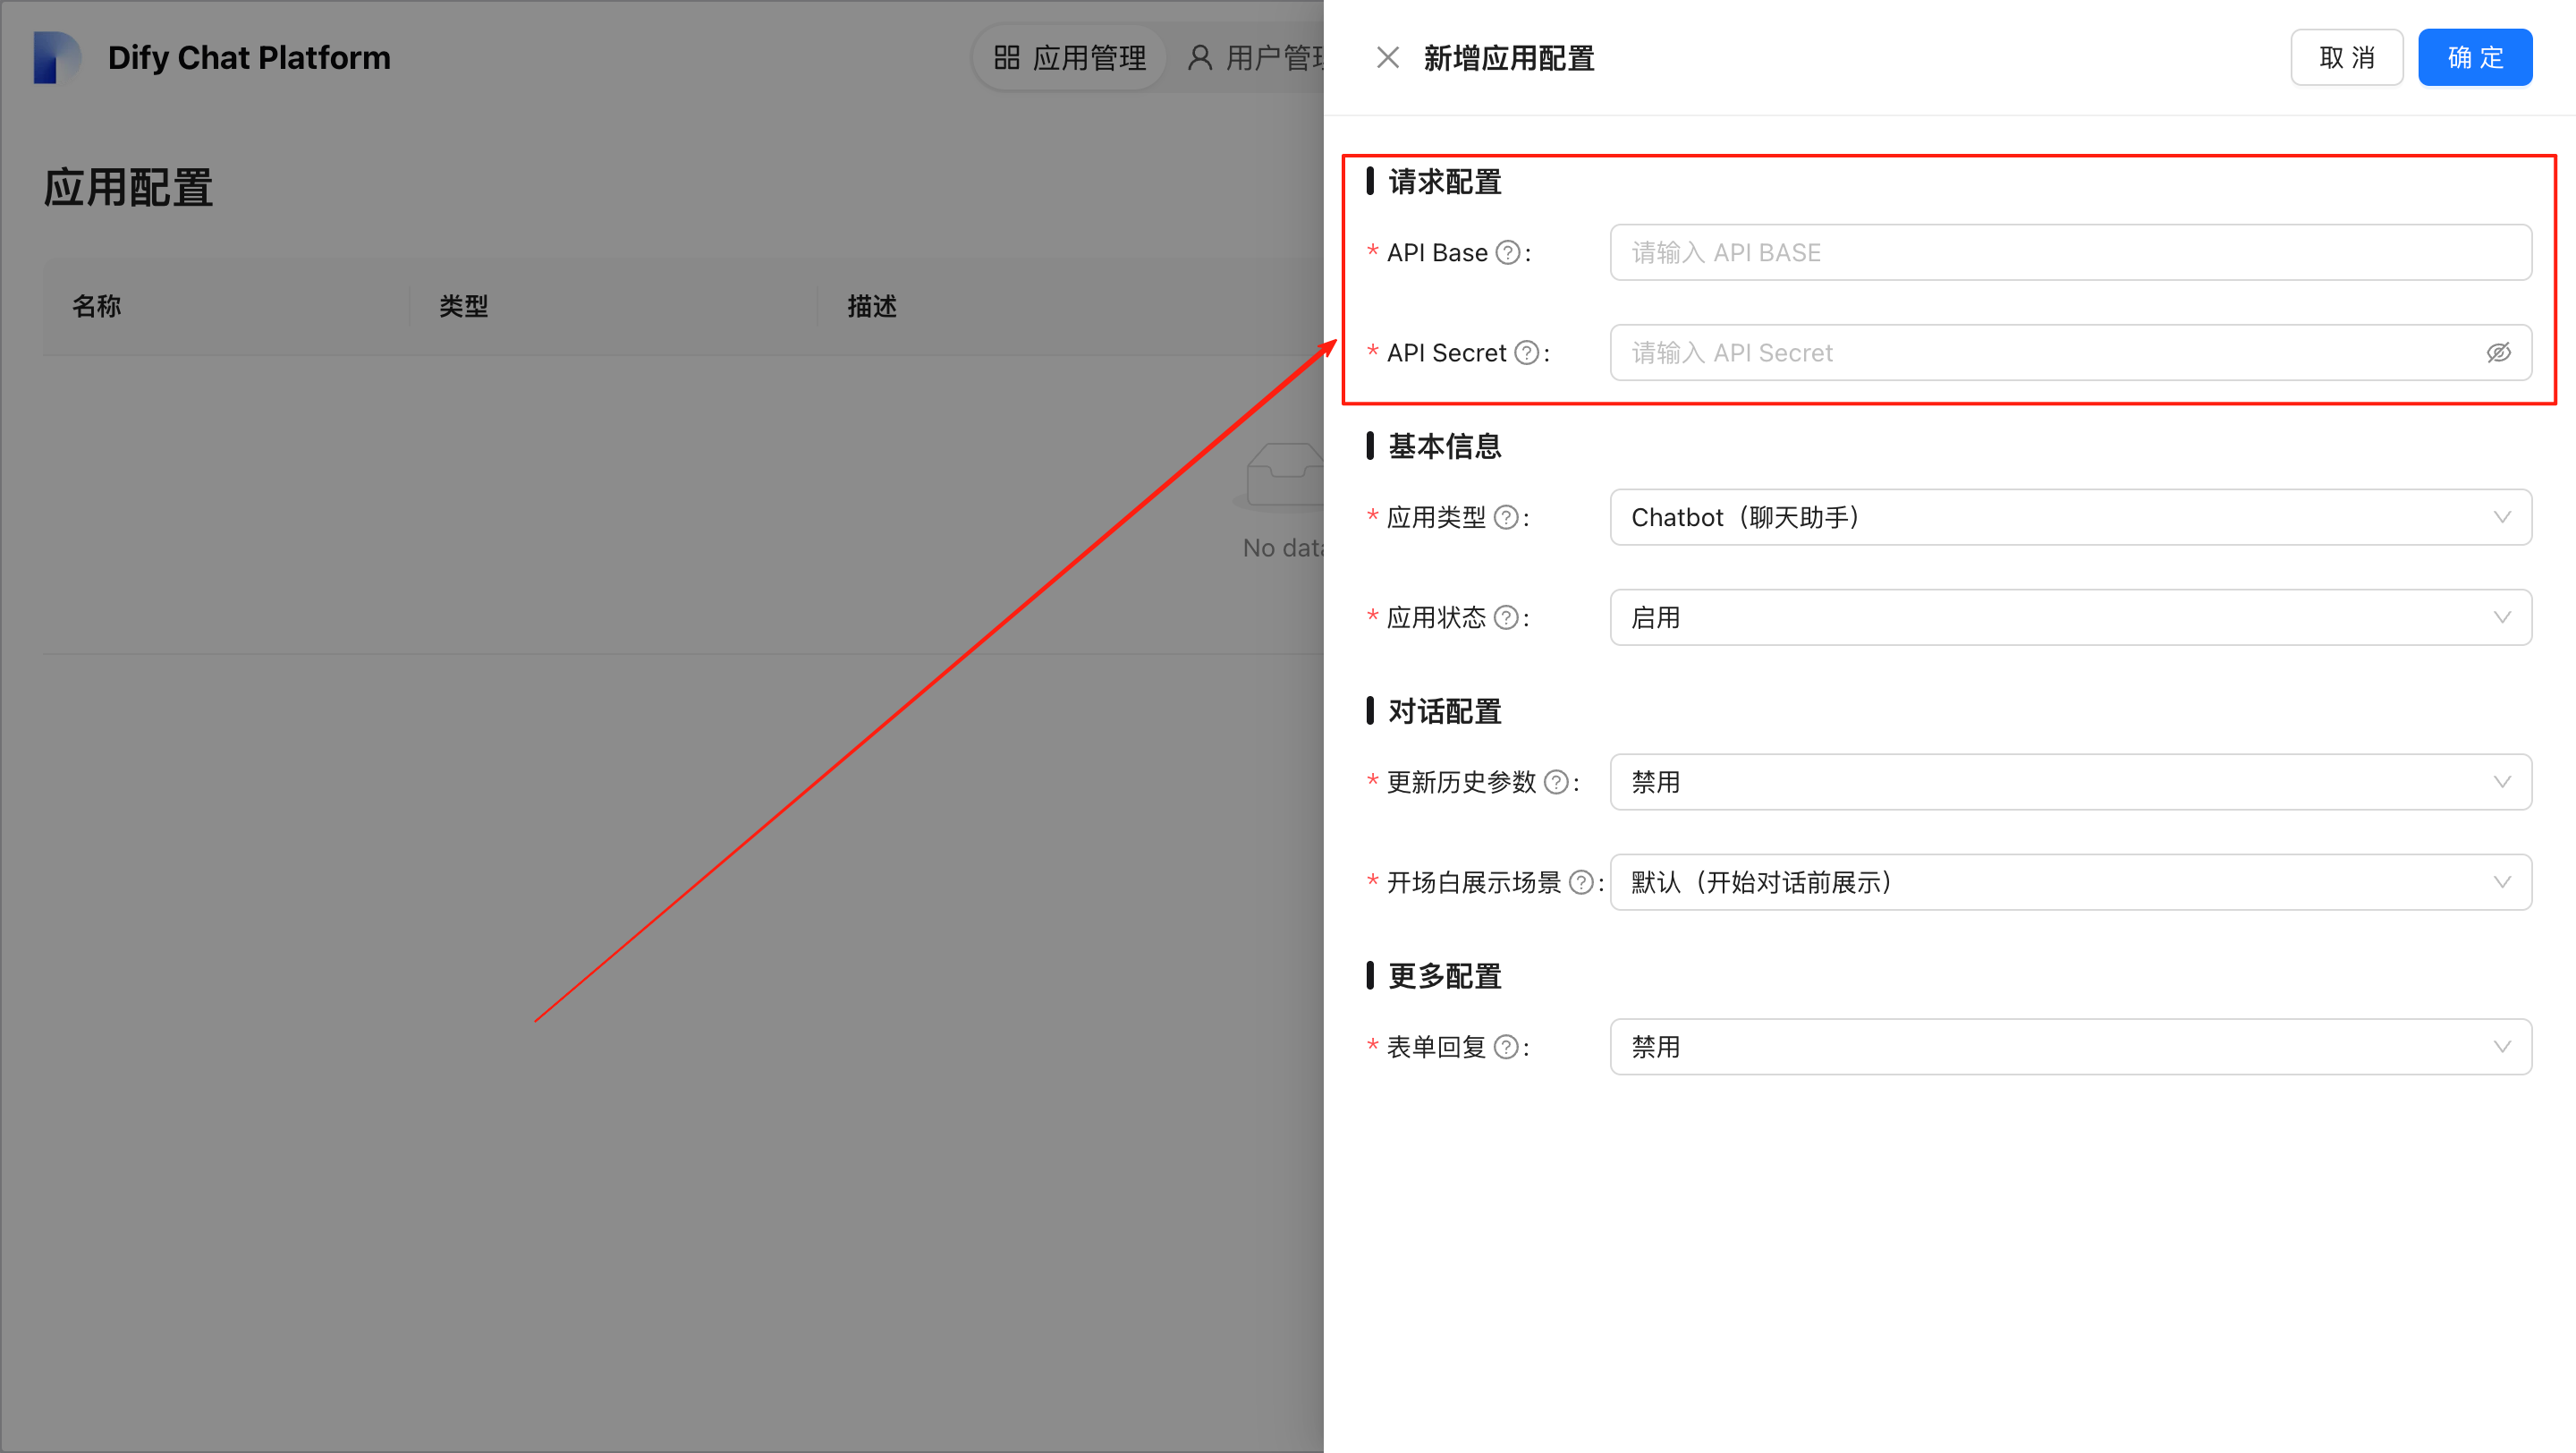 Dify Chat Platform
应用管理
用户管理
应用配置
名称
类型
描述
No data
新增应用配置
取 消
确 定
请求配置
* API Base ? :
请输入 API BASE
* API Secret ? :
请输入 API Secret
基本信息
* 应用类型 ? :
Chatbot（聊天助手）
* 应用状态 ? :
启用
对话配置
* 更新历史参数 ? :
禁用
* 开场白展示场景 ? :
默认（开始对话前展示）
更多配置
* 表单回复 ? :
禁用